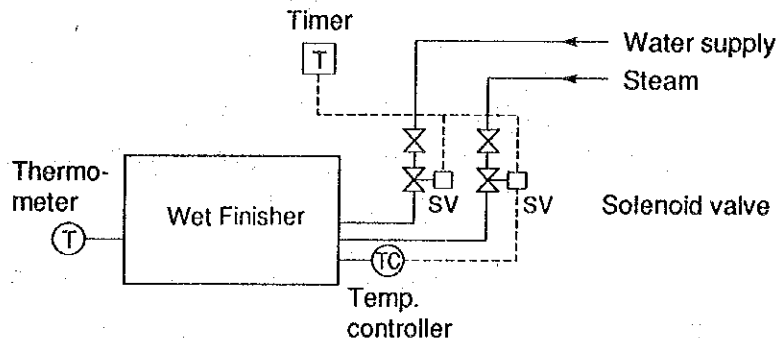 Timer
T
Water supply
Steam
Thermo-
meter
T
Wet Finisher
SV
SV
Solenoid valve
TC
Temp.
controller